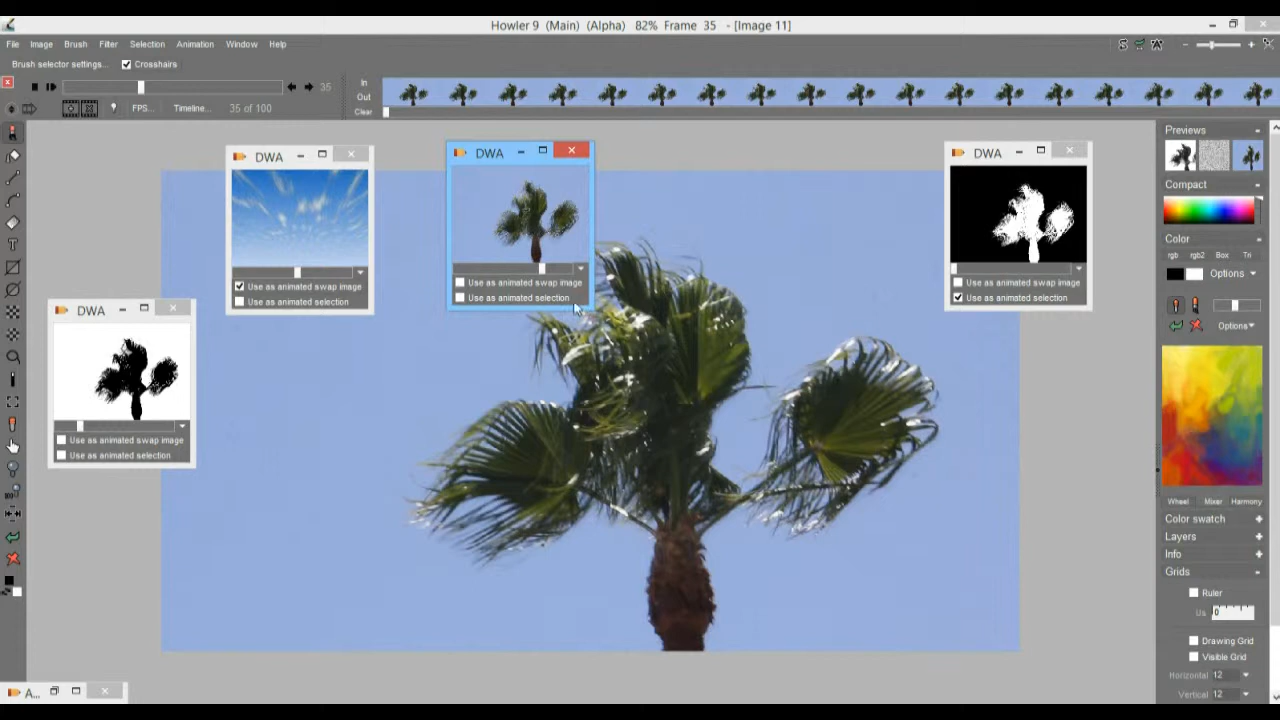 Howler 9 (Main) (Alpha) 82% Frame 35 - [Image 11]
File Image Brush Filter Selection Animation Window Help
Brush selector settings... Crosshairs
35
In
Out
Clear
FPS... Timeline... 35 of 100
DWA
Use as animated swap image
Use as animated selection
DWA
Use as animated swap image
Use as animated selection
DWA
Use as animated swap image
Use as animated selection
DWA
Use as animated swap image
Use as animated selection
A...
Previews
Compact
Color
rgb rgb2 Box Tri
Options
Options
Wheel Mixer Harmony
Color swatch
Layers
Info
Grids
Ruler
0
Drawing Grid
Visible Grid
Horizontal 12
Vertical 12